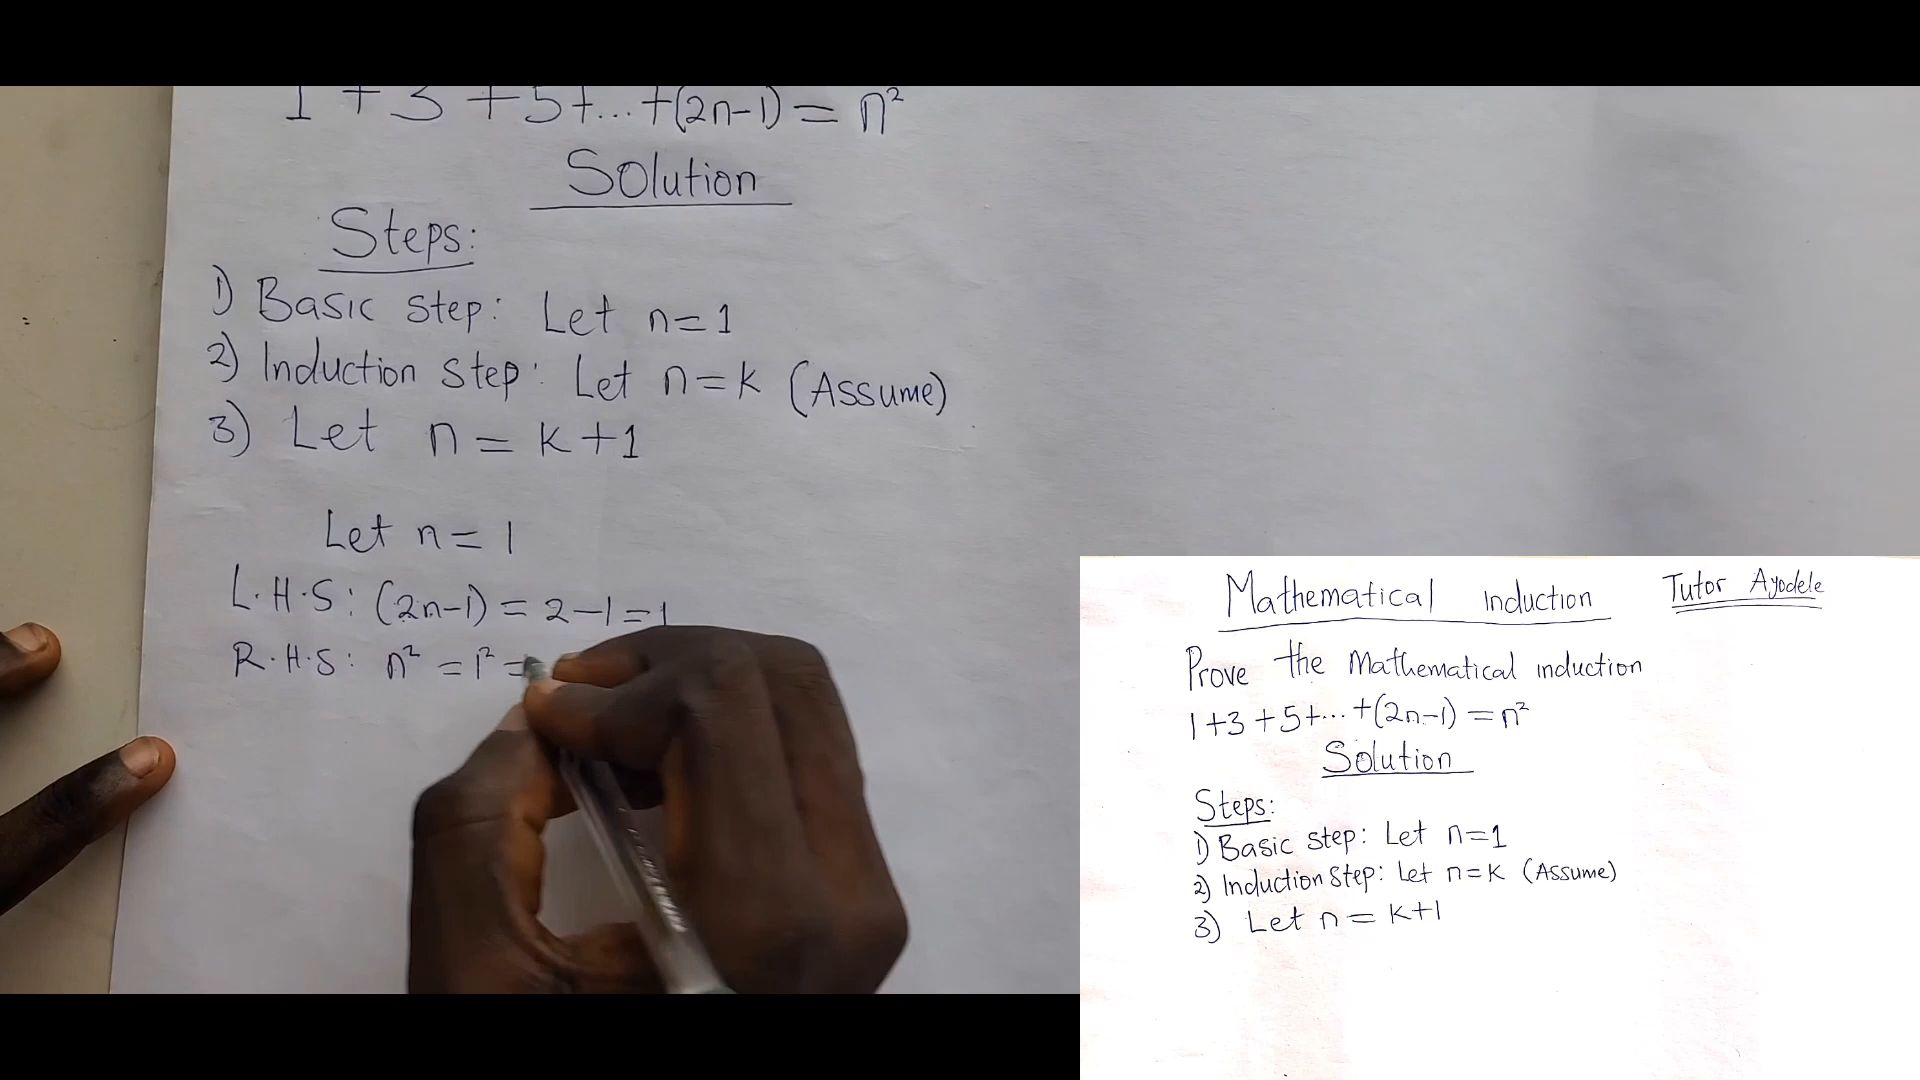 1 + 3 + 5 + ... + (2n-1) = n²
Solution
Steps:
1) Basic step: Let n=1
2) Induction step: Let n=k (Assume)
3) Let n = k+1
Let n = 1
L.H.S: (2n-1) = 2-1=1
R.H.S: n² = 1² =
Mathematical induction
Tutor Ayodele
Prove the Mathematical induction
1+3+5+...+(2n-1) = n²
Solution
Steps:
1) Basic step: Let n=1
2) Induction step: Let n=k (Assume)
3) Let n = k+1